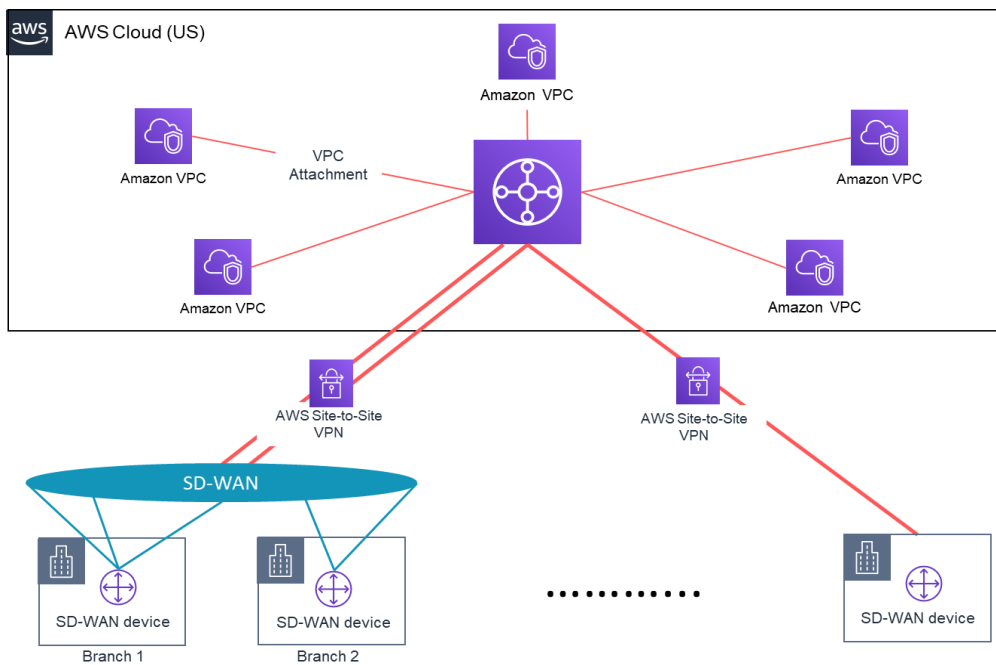 aws
AWS Cloud (US)
Amazon VPC
Amazon VPC
VPC
Attachment
Amazon VPC
Amazon VPC
Amazon VPC
AWS Site-to-Site
VPN
AWS Site-to-Site
VPN
SD-WAN
SD-WAN device
Branch 1
SD-WAN device
Branch 2
SD-WAN device